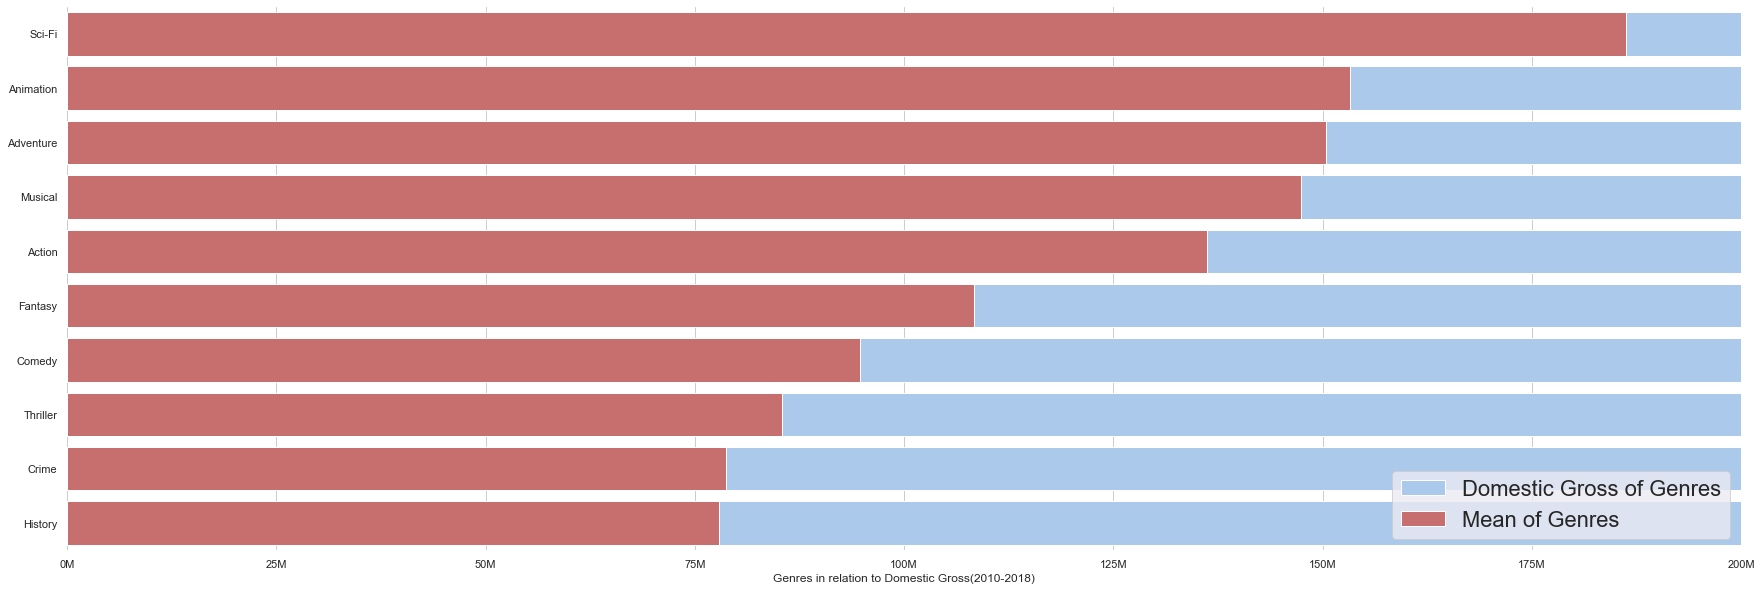 Sci-Fi
Animation
Adventure
Musical
Action
Fantasy
Comedy
Thriller
Crime
History
Domestic Gross of Genres
Mean of Genres
0M 25M 50M 75M 100M 125M 150M 175M 200M
Genres in relation to Domestic Gross(2010-2018)